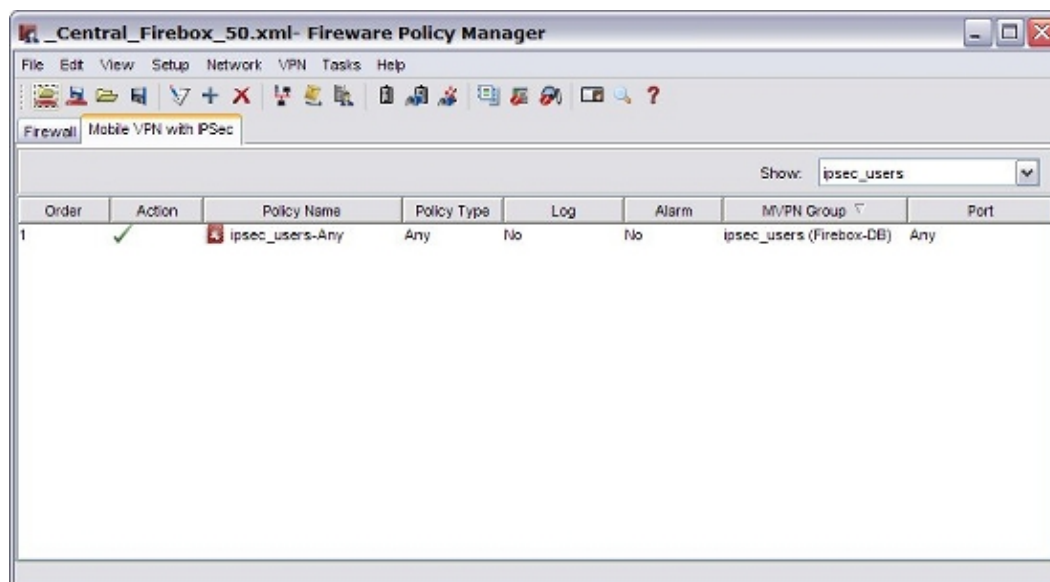 _Central_Firebox_50.xml- Fireware Policy Manager
File Edit View Setup Network VPN Tasks Help
Firewall Mobile VPN with IPSec
Show: ipsec_users
Order Action Policy Name Policy Type Log Alarm MVPN Group Port
1 ipsec_users-Any Any No No ipsec_users (Firebox-DB) Any